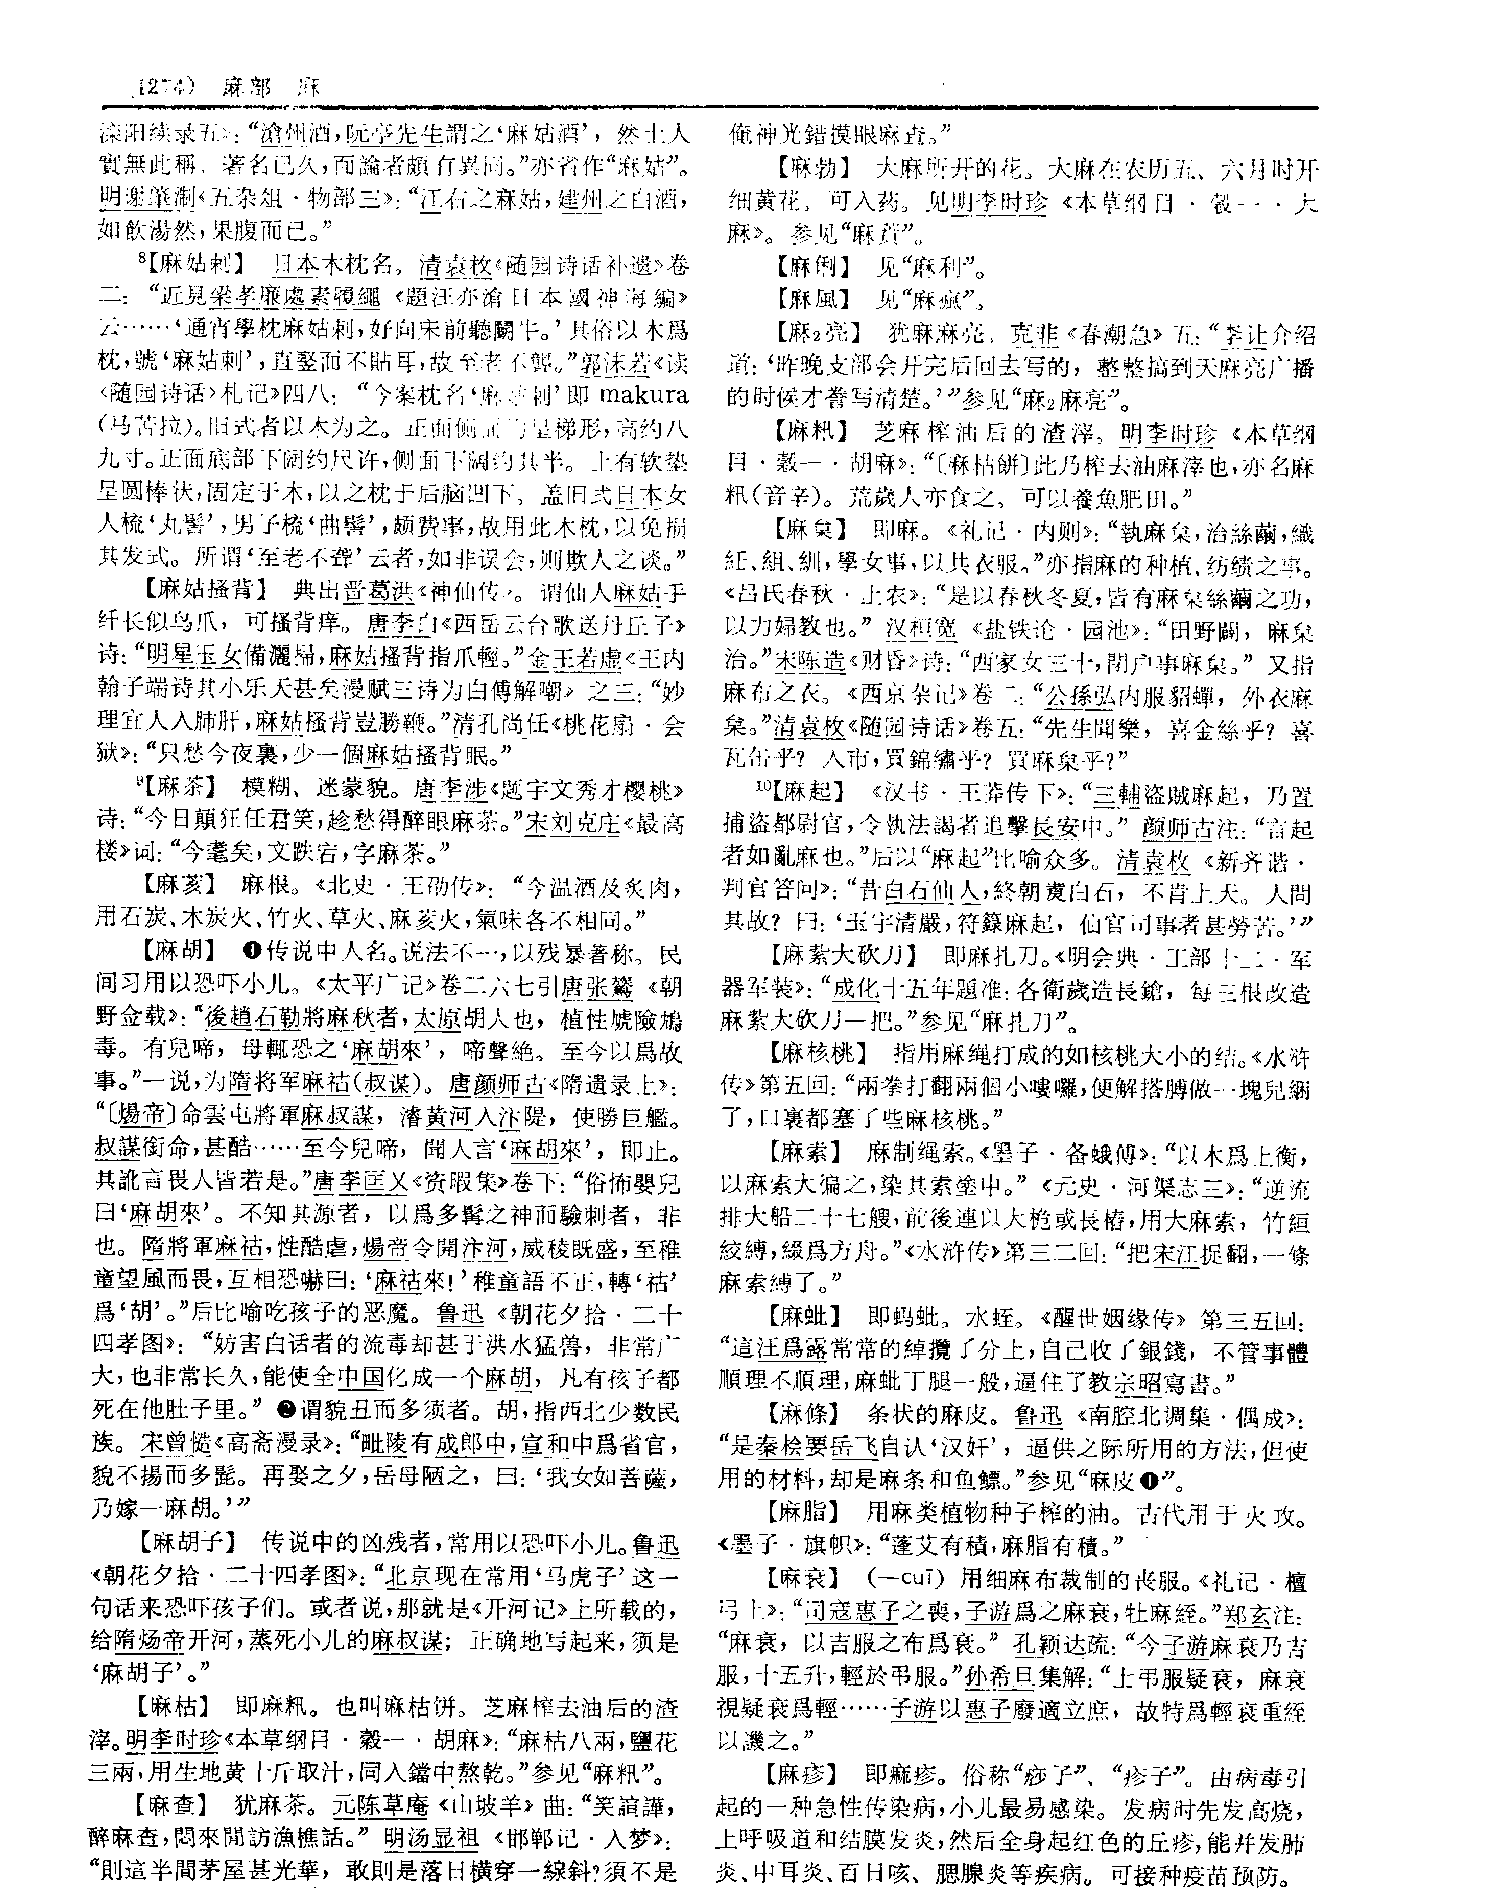 (1274) 麻部 麻
滦阳续录五》：“滄州酒，阮亭先生謂之‘麻姑酒’，然土人
實無此稱，著名已久，而論者頗有異同。”亦省作“麻姑”。
明谢肇淛《五杂俎·物部三》：“江右之麻姑，建州之白酒，
如飲湯然，果腹而已。”
8【麻姑刺】 日本木枕名。清袁枚《随园诗话补遗》卷
二：“近見梁孝廉處素履繩《題汪亦滄日本國神海編》
云……‘通宵學枕麻姑刺，好向床前聽鬭牛。’其俗以木爲
枕，號‘麻姑刺’，直竪而不貼耳，故至老不聾。”郭沫若《读
〈随园诗话〉札记》四八：“今案枕名‘麻姑刺’即 makura
（马苦拉）。旧式者以木为之。正面侧面均呈梯形，高约八
九寸。正面底部下阔约尺许，侧面下阔约其半。上有软垫
呈圆棒状，固定于木，以之枕于后脑凹下。盖旧式日本女
人梳‘丸髻’，男子梳‘曲髻’，颇费事，故用此木枕，以免损
其发式。所谓‘至老不聋’云者，如非误会，则欺人之谈。”
【麻姑搔背】 典出晋葛洪《神仙传》。谓仙人麻姑手
纤长似鸟爪，可搔背痒。唐李白《西岳云台歌送丹丘子》
诗：“明星玉女備灑掃，麻姑搔背指爪輕。”金王若虚《王内
翰子端诗其小乐天甚矣漫赋三诗为白傅解嘲》之三：“妙
理宜人入肺肝，麻姑搔背豈勝鞭。”清孔尚任《桃花扇·会
狱》：“只愁今夜裏，少一個麻姑搔背眠。”
9【麻茶】 模糊、迷蒙貌。唐李涉《题宇文秀才樱桃》
诗：“今日顛狂任君笑，趁愁得醉眼麻茶。”宋刘克庄《最高
楼》词：“今耄矣，文跌宕，字麻茶。”
【麻荄】 麻根。《北史·王劭传》：“今温酒及炙肉，
用石炭、木炭火、竹火、草火、麻荄火，氣味各不相同。”
【麻胡】 ❶传说中人名。说法不一，以残暴著称。民
间习用以恐吓小儿。《太平广记》卷二六七引唐张鷟《朝
野佥载》：“後趙石勒將麻秋者，太原胡人也，植性虓險鴆
毒。有兒啼，母輒恐之‘麻胡來’，啼聲絶。至今以爲故
事。”一说，为隋将军麻祜（叔谋）。唐颜师古《隋遗录上》：
“〔煬帝〕命雲屯將軍麻叔謀，濬黄河入汴隄，使勝巨艦。
叔謀銜命，甚酷……至今兒啼，聞人言‘麻胡來’，即止。
其訛言畏人皆若是。”唐李匡乂《资暇集》卷下：“俗怖嬰兒
曰‘麻胡來’。不知其源者，以爲多髯之神而驗刺者，非
也。隋將軍麻祜，性酷虐，煬帝令開汴河，威稜既盛，至稚
童望風而畏，互相恐嚇曰：‘麻祜來！’稚童語不正，轉‘祜’
爲‘胡’。”后比喻吃孩子的恶魔。鲁迅《朝花夕拾·二十
四孝图》：“妨害白话者的流毒却甚于洪水猛兽，非常广
大，也非常长久，能使全中国化成一个麻胡，凡有孩子都
死在他肚子里。” ❷谓貌丑而多须者。胡，指西北少数民
族。宋曾慥《高斋漫录》：“毗陵有成郎中，宣和中爲省官，
貌不揚而多髭。再娶之夕，岳母陋之，曰：‘我女如菩薩，
乃嫁一麻胡。’”
【麻胡子】 传说中的凶残者，常用以恐吓小儿。鲁迅
《朝花夕拾·二十四孝图》：“北京现在常用‘马虎子’这一
句话来恐吓孩子们。或者说，那就是《开河记》上所载的，
给隋炀帝开河，蒸死小儿的麻叔谋；正确地写起来，须是
‘麻胡子’。”
【麻枯】 即麻籸。也叫麻枯饼。芝麻榨去油后的渣
滓。明李时珍《本草纲目·穀一·胡麻》：“麻枯八兩，鹽花
三兩，用生地黄十斤取汁，同入鐺中熬乾。”参见“麻籸”。
【麻查】 犹麻茶。元陈草庵《山坡羊》曲：“笑誼譁，
醉麻查，悶來閒訪漁樵話。”明汤显祖《邯郸记·入梦》：
“則這半間茅屋甚光華，敢則是落日横穿一線斜？須不是
俺神光錯摸眼麻查。”
【麻勃】 大麻所开的花。大麻在农历五、六月时开
细黄花。可入药。见明李时珍《本草纲目·穀一·大
麻》。参见“麻蕡”。
【麻俐】 见“麻利”。
【麻風】 见“麻瘋”。
【麻₂亮】 犹麻麻亮。克非《春潮急》五：“李让介绍
道：‘昨晚支部会开完后回去写的，整整搞到天麻亮广播
的时候才誊写清楚。’”参见“麻₂麻亮”。
【麻籸】 芝麻榨油后的渣滓。明李时珍《本草纲
目·穀一·胡麻》：“〔麻枯餅〕此乃榨去油麻滓也，亦名麻
籸（音辛）。荒歲人亦食之。可以養魚肥田。”
【麻枲】 即麻。《礼记·内则》：“執麻枲，治絲繭，織
紝、組、紃，學女事，以共衣服。”亦指麻的种植、纺绩之事。
《吕氏春秋·上农》：“是以春秋冬夏，皆有麻枲絲繭之功，
以力婦教也。”汉桓宽《盐铁论·园池》：“田野闢，麻枲
治。”宋陈造《财昏》诗：“西家女三十，閉户事麻枲。”又指
麻布之衣。《西京杂记》卷二：“公孫弘内服貂蟬，外衣麻
枲。”清袁枚《随园诗话》卷五：“先生聞樂，喜金絲乎？喜
瓦缶乎？入市，買錦繡乎？買麻枲乎？”
10【麻起】 《汉书·王莽传下》：“三輔盜賊麻起，乃置
捕盜都尉官，令執法謁者追擊長安中。”颜师古注：“言起
者如亂麻也。”后以“麻起”比喻众多。清袁枚《新齐谐·
判官答问》：“昔白石仙人，終朝煮白石，不肯上天。人問
其故？曰：‘玉宇清嚴，符籙麻起，仙官司事者甚勞苦。’”
【麻紮大砍刀】 即麻扎刀。《明会典·工部十二·军
器军装》：“成化十五年題准：各衛歲造長鎗，每三根改造
麻紮大砍刀一把。”参见“麻扎刀”。
【麻核桃】 指用麻绳打成的如核桃大小的结。《水浒
传》第五回：“兩拳打翻兩個小嘍囉，便解搭膊做一塊兒綑
了，口裏都塞了些麻核桃。”
【麻索】 麻制绳索。《墨子·备蛾傅》：“以木爲上衡，
以麻索大徧之，染其索塗中。”《元史·河渠志三》：“逆流
排大船二十七艘，前後連以大桅或長樁，用大麻索，竹絙
絞縛，綴爲方舟。”《水浒传》第三二回：“把宋江捉翻，一條
麻索縛了。”
【麻蚍】 即蚂蚍。水蛭。《醒世姻缘传》第三五回：
“這汪爲露常常的綽攬了分上，自己收了銀錢，不管事體
順理不順理，麻蚍丁腿一般，逼住了教宗昭寫書。”
【麻條】 条状的麻皮。鲁迅《南腔北调集·偶成》：
“是秦桧要岳飞自认‘汉奸’，逼供之际所用的方法，但使
用的材料，却是麻条和鱼鳔。”参见“麻皮❶”。
【麻脂】 用麻类植物种子榨的油。古代用于火攻。
《墨子·旗帜》：“蓬艾有積，麻脂有積。”
【麻衰】 （—cuī）用细麻布裁制的丧服。《礼记·檀
弓上》：“司寇惠子之喪，子游爲之麻衰，牡麻絰。”郑玄注：
“麻衰，以吉服之布爲衰。”孔颖达疏：“今子游麻衰乃吉
服，十五升，輕於弔服。”孙希旦集解：“上弔服疑衰，麻衰
視疑衰爲輕……子游以惠子廢適立庶，故特爲輕衰重絰
以譏之。”
【麻疹】 即痲疹。俗称“痧子”、“疹子”。由病毒引
起的一种急性传染病，小儿最易感染。发病时先发高烧，
上呼吸道和结膜发炎，然后全身起红色的丘疹，能并发肺
炎、中耳炎、百日咳、腮腺炎等疾病。可接种疫苗预防。